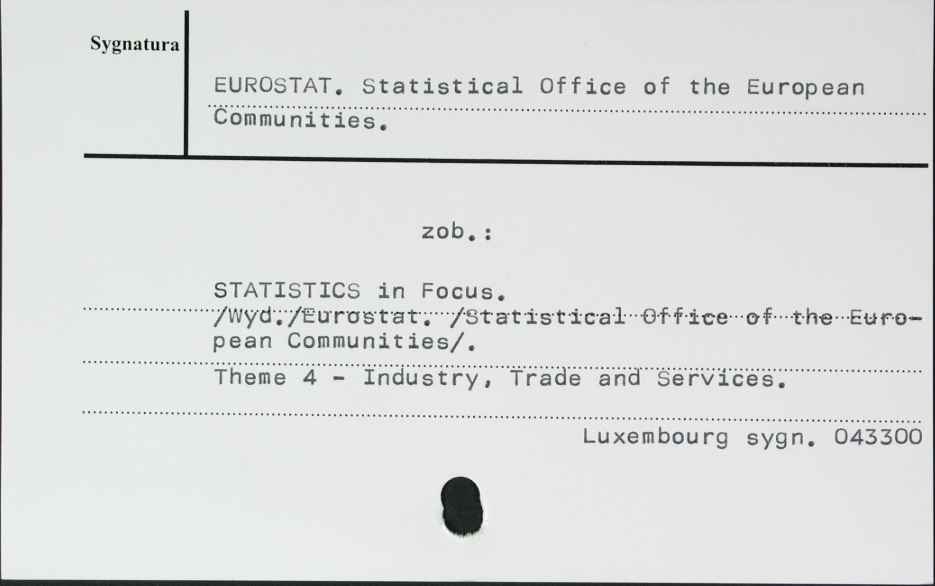 Sygnatura
EUROSTAT. Statistical Office of the European
Communities.
zob.:
STATISTICS in Focus.
/Wyd./Eurostat. /Statistical Office of the Euro-
pean Communities/.
Theme 4 - Industry, Trade and Services.
Luxembourg sygn. 043300